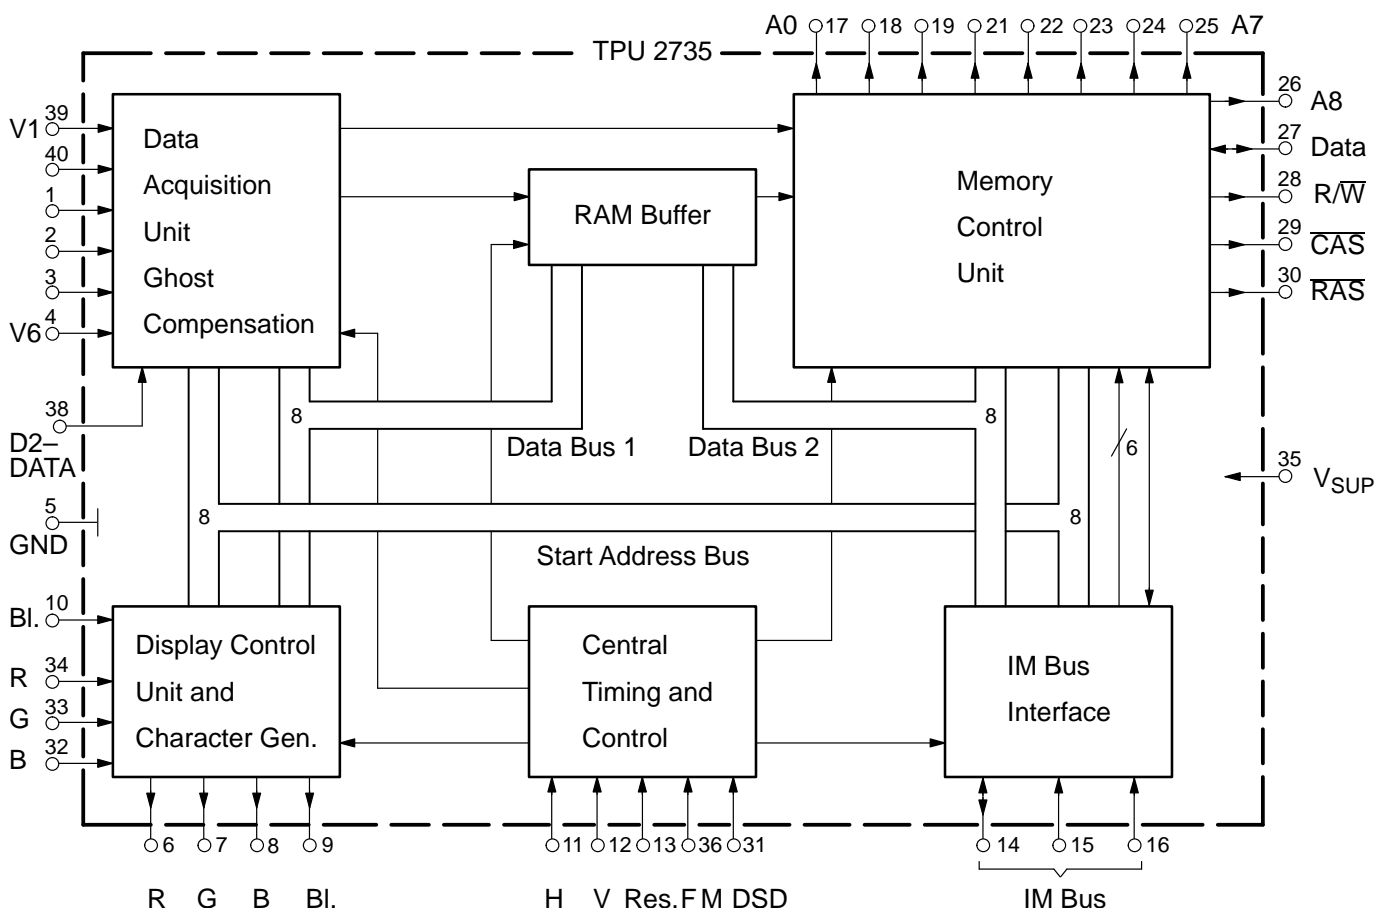 A0 17 18 19 21 22 23 24 25 A7
TPU 2735
26 A8
27 Data
28 R/W̅
29 C̅A̅S̅
30 R̅A̅S̅
V1 39
40
1
2
3
V6 4
Data
Acquisition
Unit
Ghost
Compensation
RAM Buffer
Memory
Control
Unit
38
D2–
DATA
8
8
Data Bus 1
Data Bus 2
6
35
VSUP
5
GND
8
8
Start Address Bus
Bl. 10
R 34
G 33
B 32
Display Control
Unit and
Character Gen.
Central
Timing and
Control
IM Bus
Interface
6 7 8 9
11 12 13 36 31
14 15 16
R G B Bl.
H V Res. F M DSD
IM Bus